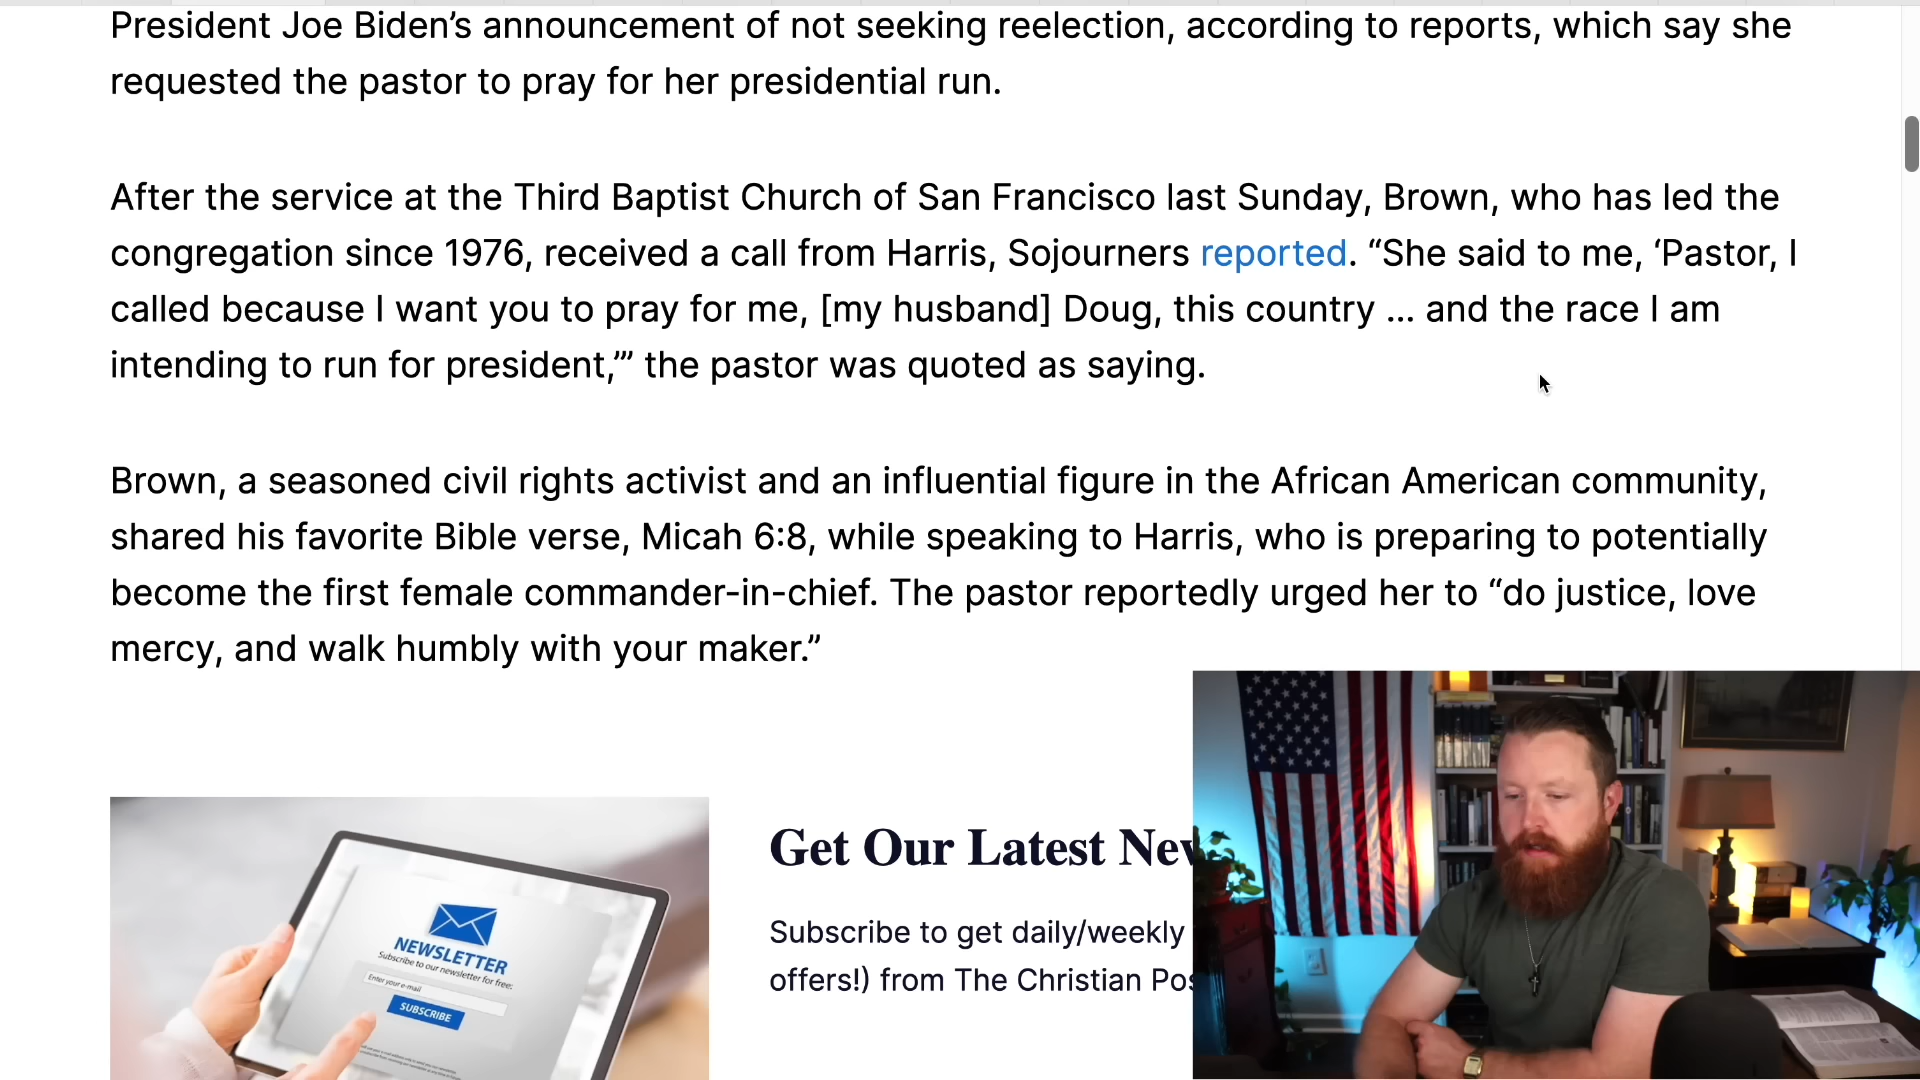 President Joe Biden’s announcement of not seeking reelection, according to reports, which say she
requested the pastor to pray for her presidential run.
After the service at the Third Baptist Church of San Francisco last Sunday, Brown, who has led the
congregation since 1976, received a call from Harris, Sojourners reported. “She said to me, ‘Pastor, I
called because I want you to pray for me, [my husband] Doug, this country ... and the race I am
intending to run for president,’” the pastor was quoted as saying.
Brown, a seasoned civil rights activist and an influential figure in the African American community,
shared his favorite Bible verse, Micah 6:8, while speaking to Harris, who is preparing to potentially
become the first female commander-in-chief. The pastor reportedly urged her to “do justice, love
mercy, and walk humbly with your maker.”
NEWSLETTER
Subscribe to our newsletter for free:
Enter your e-mail
SUBSCRIBE
Get Our Latest Nev
Subscribe to get daily/weekly
offers!) from The Christian Pos